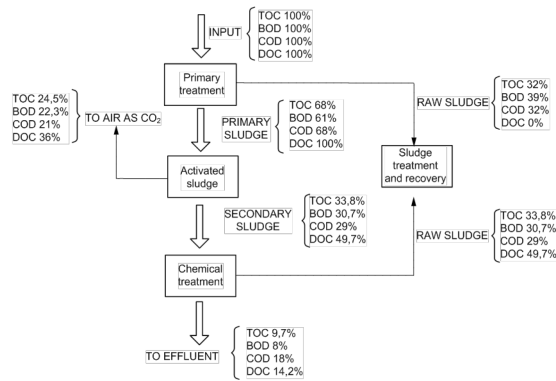 INPUT
TOC 100%
BOD 100%
COD 100%
DOC 100%
Primary
treatment
TOC 24,5%
BOD 22,3%
COD 21%
DOC 36%
TO AIR AS CO₂
PRIMARY
SLUDGE
TOC 68%
BOD 61%
COD 68%
DOC 100%
RAW SLUDGE
TOC 32%
BOD 39%
COD 32%
DOC 0%
Activated
sludge
Sludge
treatment
and recovery
SECONDARY
SLUDGE
TOC 33,8%
BOD 30,7%
COD 29%
DOC 49,7%
RAW SLUDGE
TOC 33,8%
BOD 30,7%
COD 29%
DOC 49,7%
Chemical
treatment
TO EFFLUENT
TOC 9,7%
BOD 8%
COD 18%
DOC 14,2%